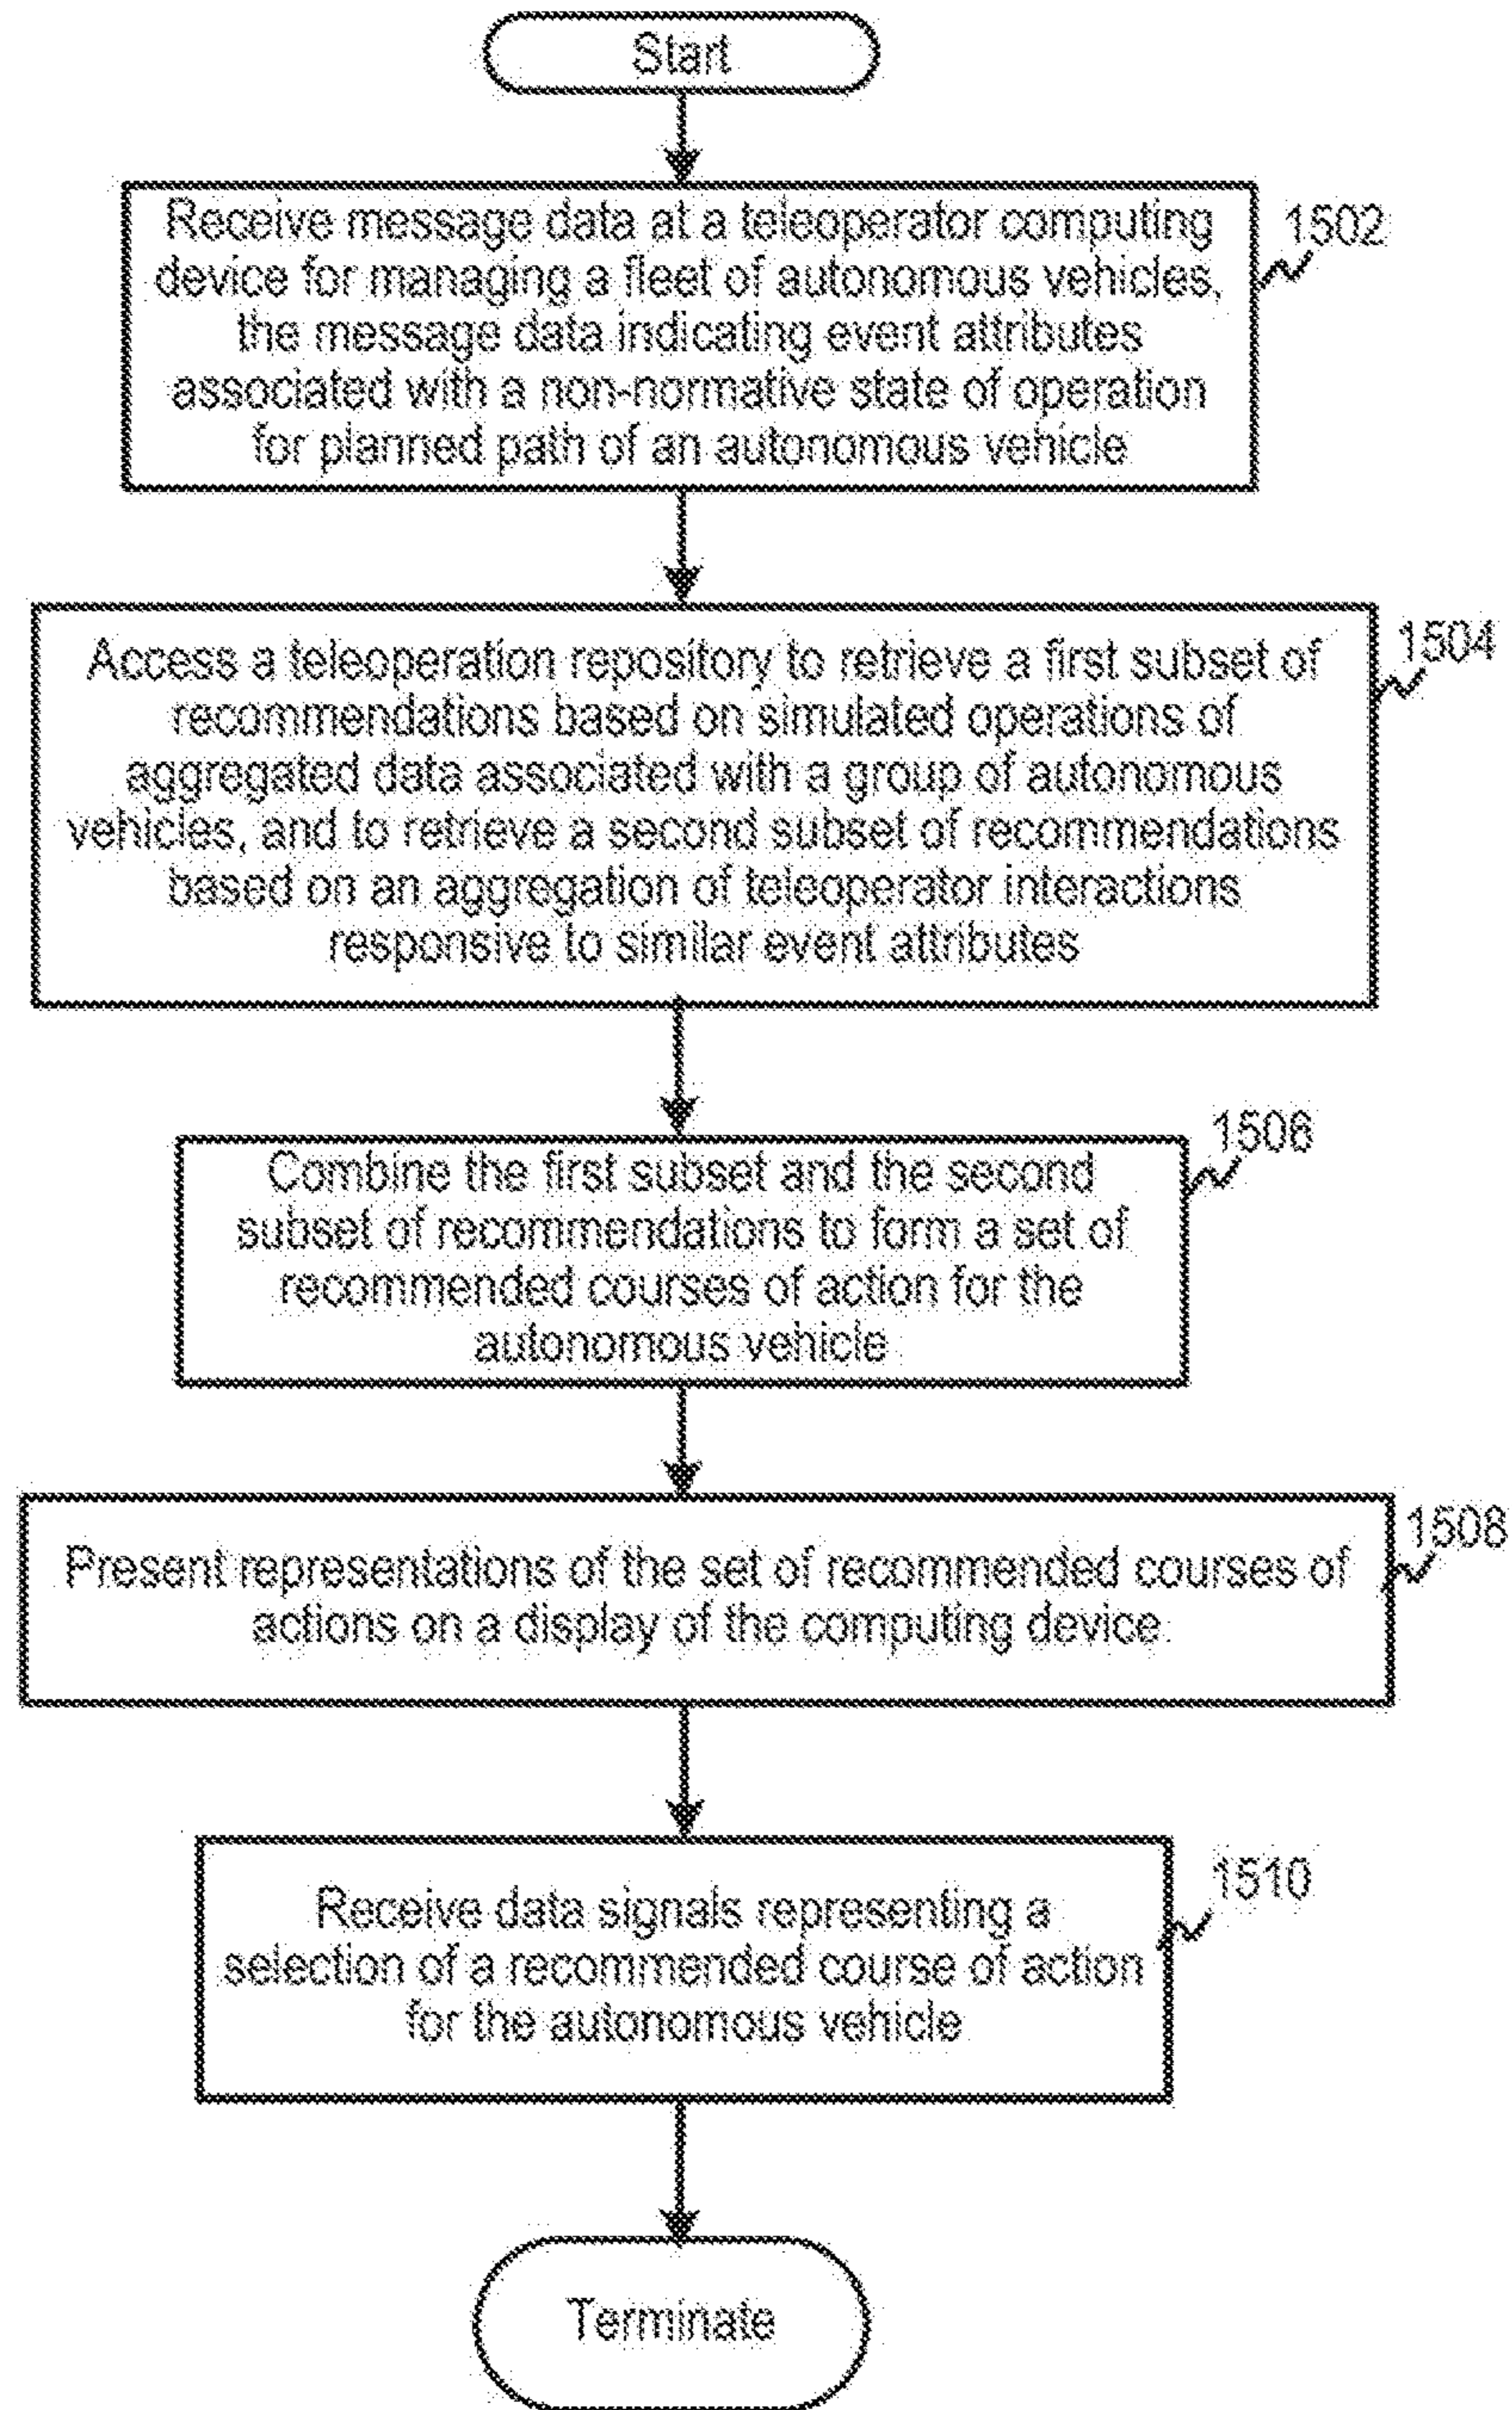 Start
Receive message data at a teleoperator computing
device for managing a fleet of autonomous vehicles,
the message data indicating event attributes
associated with a non-normative state of operation
for planned path of an autonomous vehicle
1502
Access a teleoperation repository to retrieve a first subset of
recommendations based on simulated operations of
aggregated data associated with a group of autonomous
vehicles, and to retrieve a second subset of recommendations
based on an aggregation of teleoperator interactions
responsive to similar event attributes
1504
Combine the first subset and the second
subset of recommendations to form a set of
recommended courses of action for the
autonomous vehicle
1506
Present representations of the set of recommended courses of
actions on a display of the computing device
1508
Receive data signals representing a
selection of a recommended course of action
for the autonomous vehicle
1510
Terminate